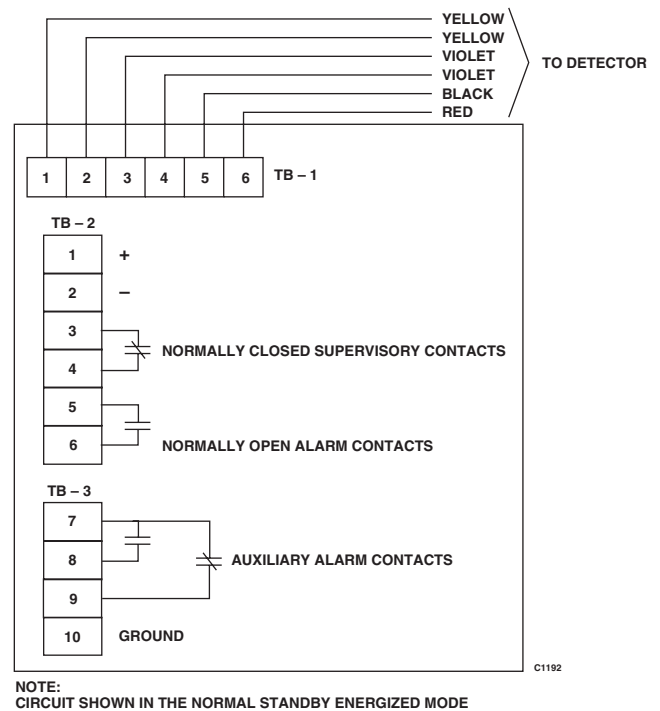 YELLOW
YELLOW
VIOLET
VIOLET
BLACK
RED
TO DETECTOR
1 2 3 4 5 6 TB – 1
TB – 2
1 +
2 –
3
NORMALLY CLOSED SUPERVISORY CONTACTS
4
5
6 NORMALLY OPEN ALARM CONTACTS
TB – 3
7
8 AUXILIARY ALARM CONTACTS
9
10 GROUND
C1192
NOTE:
CIRCUIT SHOWN IN THE NORMAL STANDBY ENERGIZED MODE